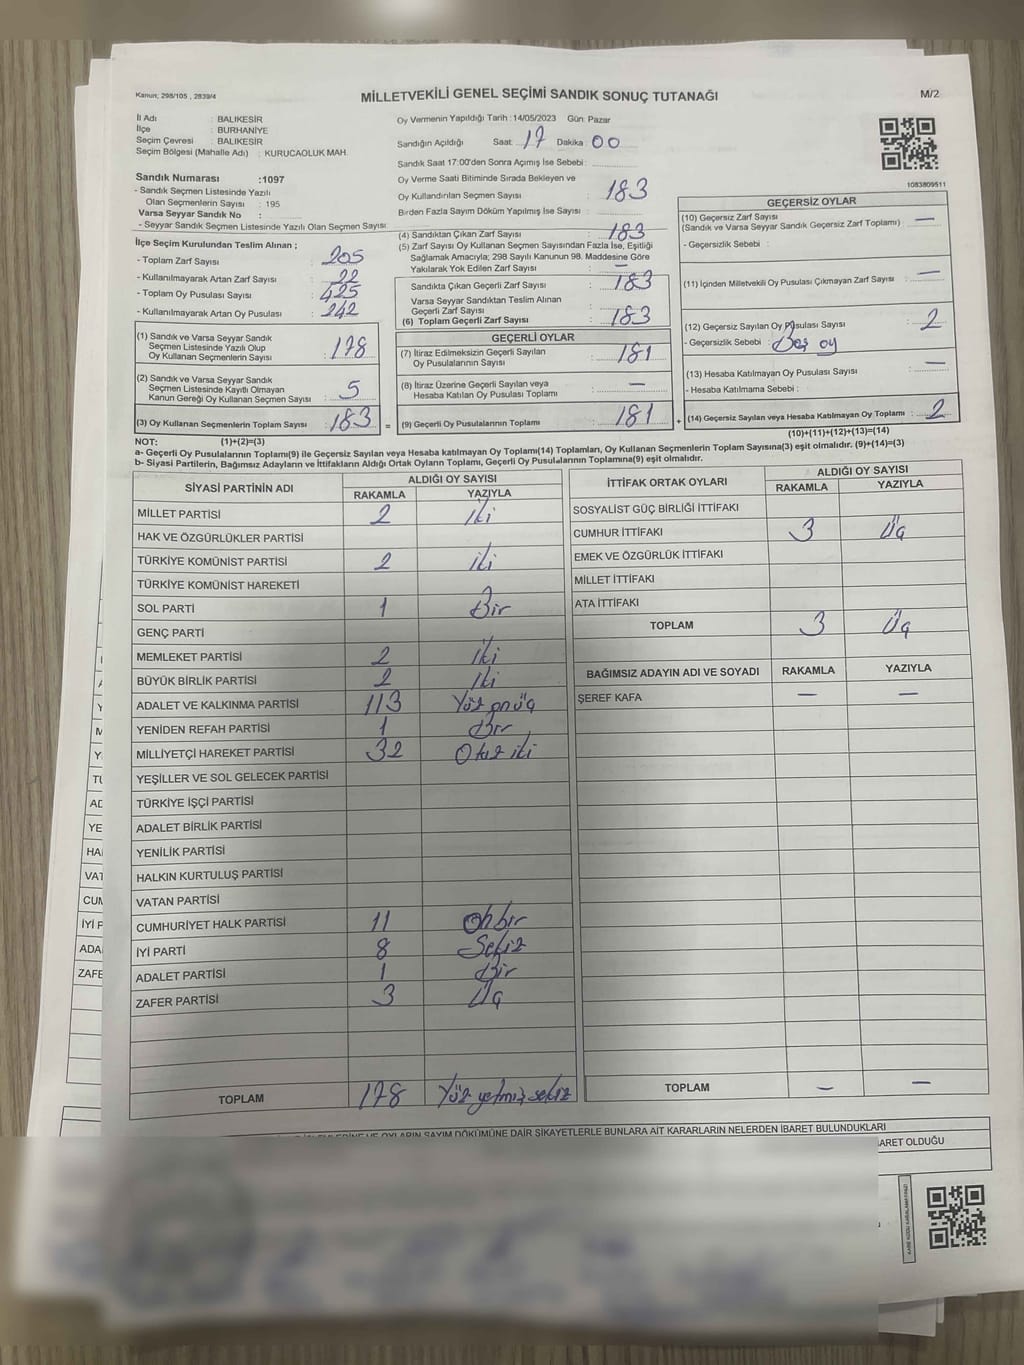 Kanun; 298/105 , 2839/4
MİLLETVEKİLİ GENEL SEÇİMİ SANDIK SONUÇ TUTANAĞI
M/2
İl Adı : BALIKESİR
İlçe : BURHANİYE
Seçim Çevresi : BALIKESİR
Seçim Bölgesi (Mahalle Adı) : KURUCAOLUK MAH.
Sandık Numarası :1097
- Sandık Seçmen Listesinde Yazılı
Olan Seçmenlerin Sayısı : 195
Varsa Seyyar Sandık No :
- Seyyar Sandık Seçmen Listesinde Yazılı Olan Seçmen Sayısı:
Oy Vermenin Yapıldığı Tarih :14/05/2023 Gün: Pazar
Sandığın Açıldığı Saat: 17 Dakika: 00
Sandık Saat 17:00'den Sonra Açımış İse Sebebi :
Oy Verme Saati Bitiminde Sırada Bekleyen ve
Oy Kullandırılan Seçmen Sayısı : 183
Birden Fazla Sayım Döküm Yapılmış İse Sayısı :
1083809511
İlçe Seçim Kurulundan Teslim Alınan ;
- Toplam Zarf Sayısı : 205
- Kullanılmayarak Artan Zarf Sayısı : 22
- Toplam Oy Pusulası Sayısı : 425
- Kullanılmayarak Artan Oy Pusulası : 242
(1) Sandık ve Varsa Seyyar Sandık
Seçmen Listesinde Yazılı Olup
Oy Kullanan Seçmenlerin Sayısı : 178
(2) Sandık ve Varsa Seyyar Sandık
Seçmen Listesinde Kayıtlı Olmayan
Kanun Gereği Oy Kullanan Seçmen Sayısı : 5
(3) Oy Kullanan Seçmenlerin Toplam Sayısı : 183 =
(1)+(2)=(3)
(4) Sandıktan Çıkan Zarf Sayısı : 183
(5) Zarf Sayısı Oy Kullanan Seçmen Sayısından Fazla İse, Eşitliği
Sağlamak Amacıyla; 298 Sayılı Kanunun 98. Maddesine Göre
Yakılarak Yok Edilen Zarf Sayısı : —
Sandıkta Çıkan Geçerli Zarf Sayısı : 183
Varsa Seyyar Sandıktan Teslim Alınan
Geçerli Zarf Sayısı :
(6) Toplam Geçerli Zarf Sayısı : 183
GEÇERLİ OYLAR
(7) İtiraz Edilmeksizin Geçerli Sayılan
Oy Pusulalarının Sayısı : 181
(8) İtiraz Üzerine Geçerli Sayılan veya
Hesaba Katılan Oy Pusulası Toplamı : —
(9) Geçerli Oy Pusulalarının Toplamı : 181 +
GEÇERSİZ OYLAR
(10) Geçersiz Zarf Sayısı : —
(Sandık ve Varsa Seyyar Sandık Geçersiz Zarf Toplamı)
- Geçersizlik Sebebi :
(11) İçinden Milletvekili Oy Pusulası Çıkmayan Zarf Sayısı : —
(12) Geçersiz Sayılan Oy Pusulası Sayısı : 2
- Geçersizlik Sebebi : Boş oy
(13) Hesaba Katılmayan Oy Pusulası Sayısı : —
- Hesaba Katılmama Sebebi :
(14) Geçersiz Sayılan veya Hesaba Katılmayan Oy Toplamı : 2
(10)+(11)+(12)+(13)=(14)
NOT:
a- Geçerli Oy Pusulalarının Toplamı(9) ile Geçersiz Sayılan veya Hesaba Katılmayan Oy Toplamı(14) Toplamları, Oy Kullanan Seçmenlerin Toplam Sayısına(3) eşit olmalıdır. (9)+(14)=(3)
b- Siyasi Partilerin, Bağımsız Adayların ve İttifakların Aldığı Ortak Oyların Toplamı, Geçerli Oy Pusulalarının Toplamına(9) eşit olmalıdır.
SİYASİ PARTİNİN ADI ALDIĞI OY SAYISI
RAKAMLA YAZIYLA
MİLLET PARTİSİ 2 iki
HAK VE ÖZGÜRLÜKLER PARTİSİ
TÜRKİYE KOMÜNİST PARTİSİ 2 iki
TÜRKİYE KOMÜNİST HAREKETİ
SOL PARTİ 1 Bir
GENÇ PARTİ
MEMLEKET PARTİSİ 2 iki
BÜYÜK BİRLİK PARTİSİ 2 iki
ADALET VE KALKINMA PARTİSİ 113 Yüz onüç
YENİDEN REFAH PARTİSİ 1 Bir
MİLLİYETÇİ HAREKET PARTİSİ 32 Otuz iki
YEŞİLLER VE SOL GELECEK PARTİSİ
TÜRKİYE İŞÇİ PARTİSİ
ADALET BİRLİK PARTİSİ
YENİLİK PARTİSİ
HALKIN KURTULUŞ PARTİSİ
VATAN PARTİSİ
CUMHURİYET HALK PARTİSİ 11 Onbir
İYİ PARTİ 8 Sekiz
ADALET PARTİSİ 1 Bir
ZAFER PARTİSİ 3 Üç
TOPLAM 178 Yüz yetmiş sekiz
İTTİFAK ORTAK OYLARI ALDIĞI OY SAYISI
RAKAMLA YAZIYLA
SOSYALİST GÜÇ BİRLİĞİ İTTİFAKI
CUMHUR İTTİFAKI 3 Üç
EMEK VE ÖZGÜRLÜK İTTİFAKI
MİLLET İTTİFAKI
ATA İTTİFAKI
TOPLAM 3 Üç
BAĞIMSIZ ADAYIN ADI VE SOYADI RAKAMLA YAZIYLA
ŞEREF KAFA — —
TOPLAM — —
OYLARIN SAYIM DÖKÜMÜNE DAİR ŞİKAYETLERLE BUNLARA AİT KARARLARIN NELERDEN İBARET BULUNDUKLARI
ARET OLDUĞU